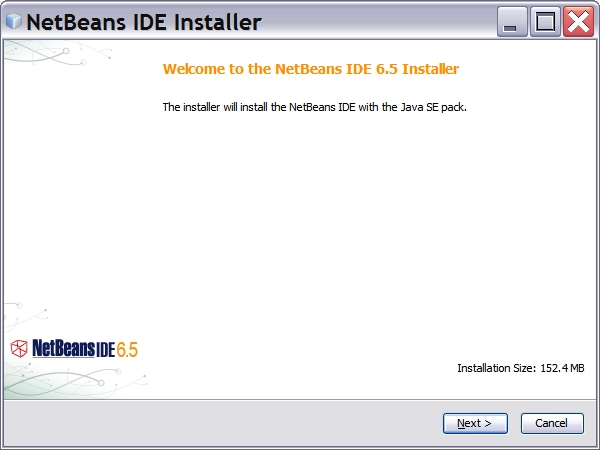 NetBeans IDE Installer
Welcome to the NetBeans IDE 6.5 Installer
The installer will install the NetBeans IDE with the Java SE pack.
NetBeans IDE 6.5
Installation Size: 152.4 MB
Next >
Cancel